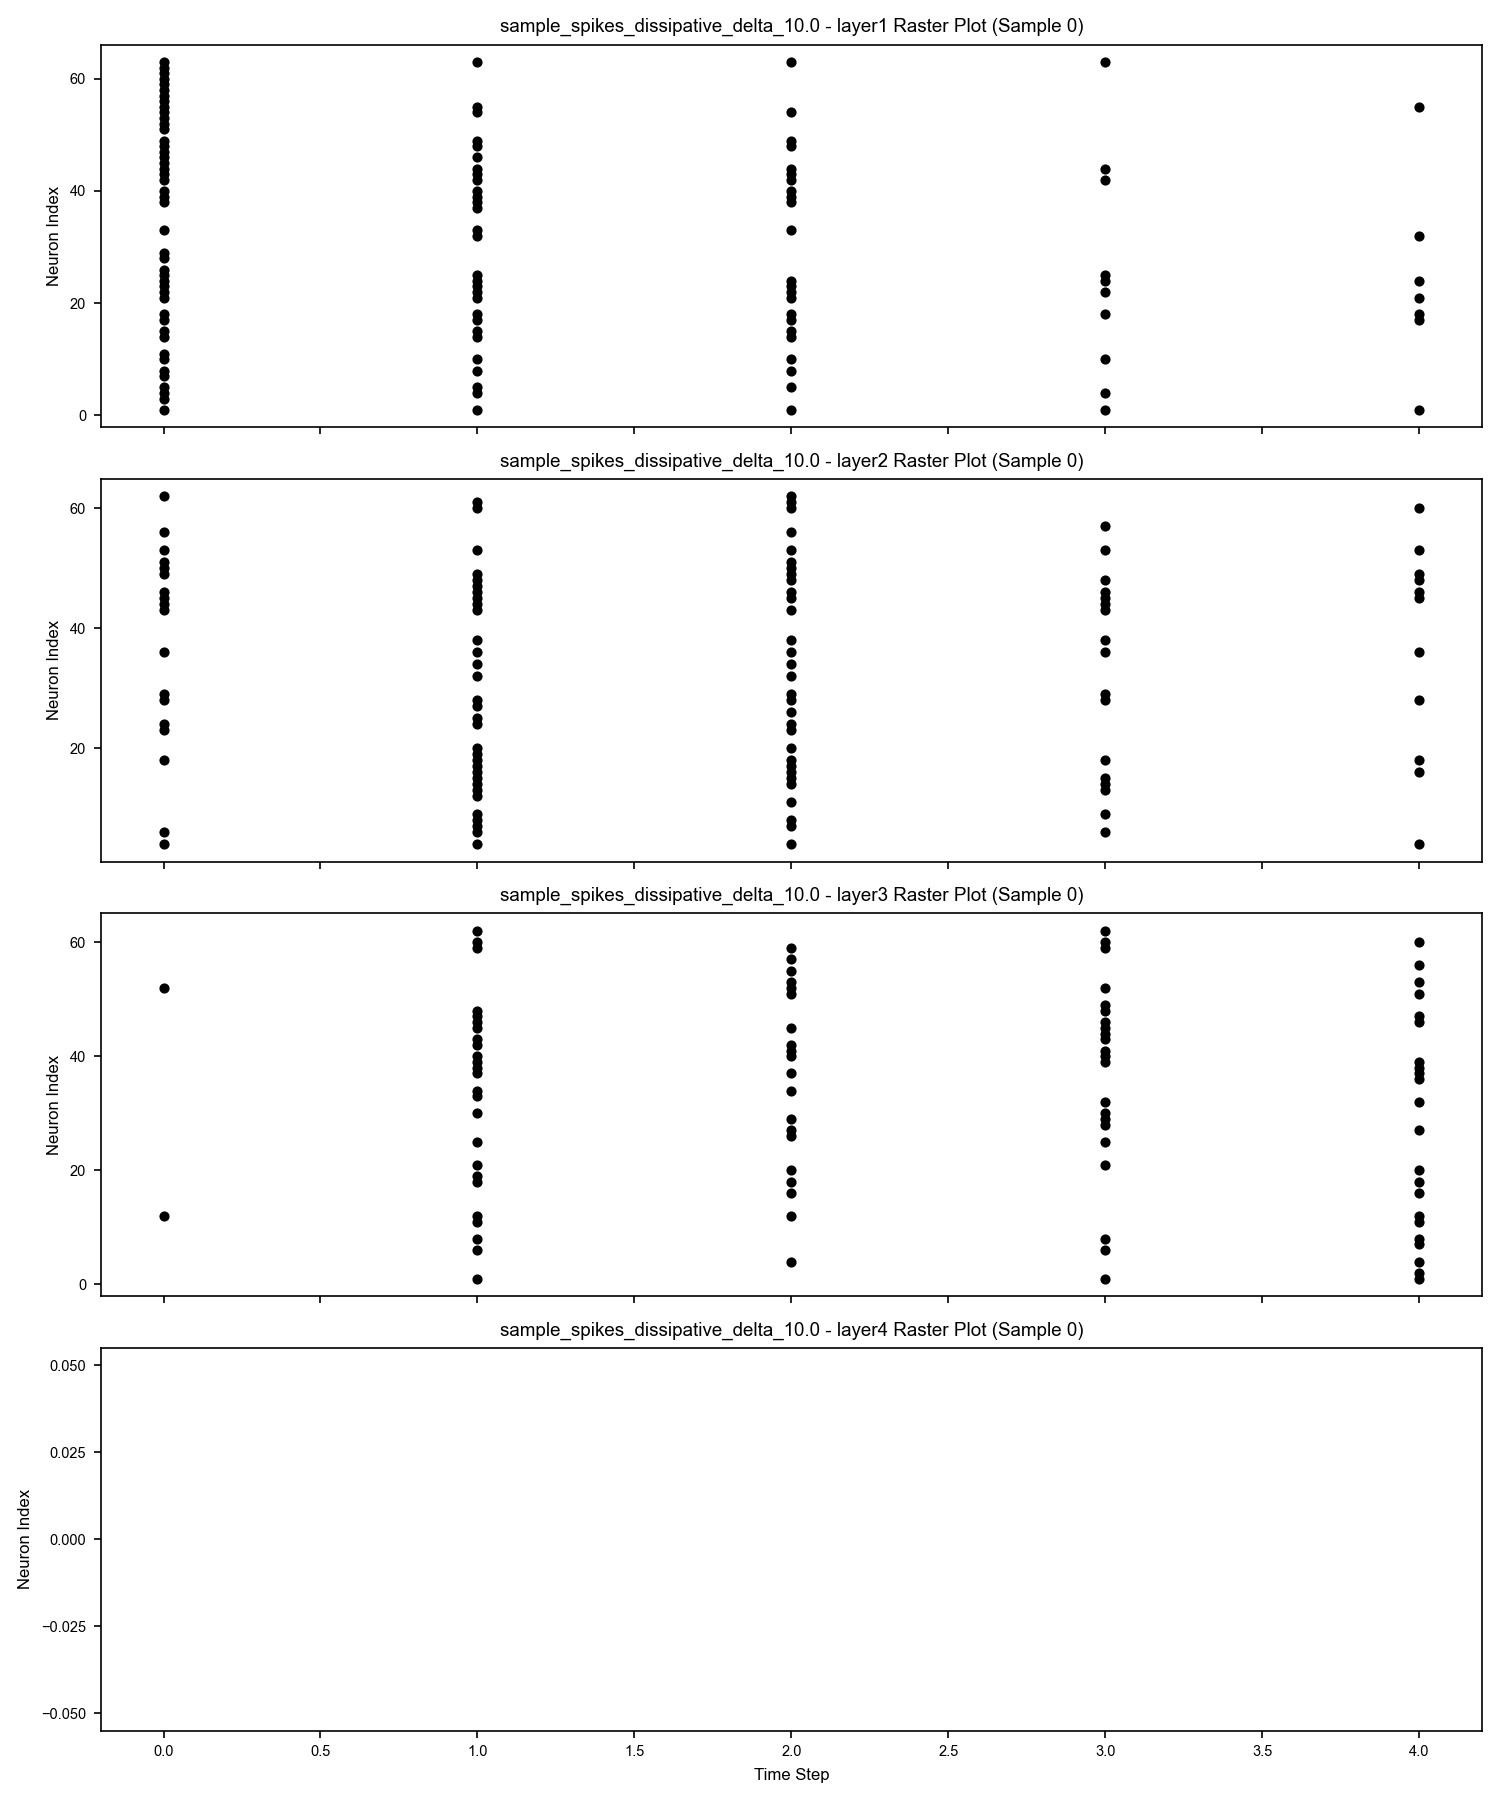 sample_spikes_dissipative_delta_10.0 - layer1 Raster Plot (Sample 0)
60
40
20
0
Neuron Index
sample_spikes_dissipative_delta_10.0 - layer2 Raster Plot (Sample 0)
60
40
20
Neuron Index
sample_spikes_dissipative_delta_10.0 - layer3 Raster Plot (Sample 0)
60
40
20
0
Neuron Index
sample_spikes_dissipative_delta_10.0 - layer4 Raster Plot (Sample 0)
0.050
0.025
0.000
−0.025
−0.050
Neuron Index
0.0 0.5 1.0 1.5 2.0 2.5 3.0 3.5 4.0
Time Step